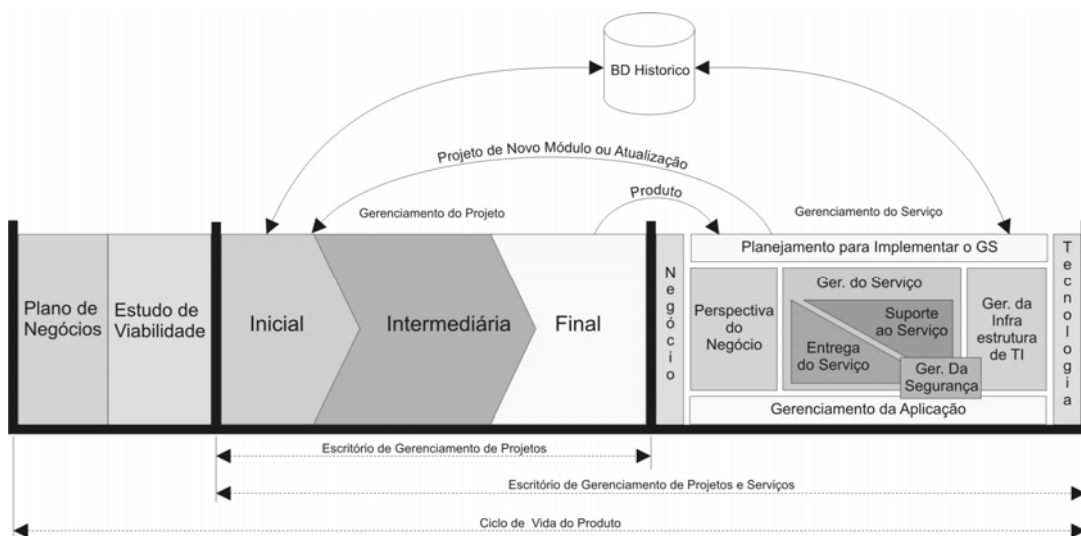 BD Historico
Projeto de Novo Módulo ou Atualização
Produto
Gerenciamento do Projeto
Gerenciamento do Serviço
Plano de
Negócios
Estudo de
Viabilidade
Inicial
Intermediária
Final
Negócio
Planejamento para Implementar o GS
Perspectiva
do
Negócio
Ger. do Serviço
Suporte
ao Serviço
Entrega
do Serviço
Ger. Da
Segurança
Ger. da
Infra
estrutura
de TI
Gerenciamento da Aplicação
Tecnologia
Escritório de Gerenciamento de Projetos
Escritório de Gerenciamento de Projetos e Serviços
Ciclo de Vida do Produto